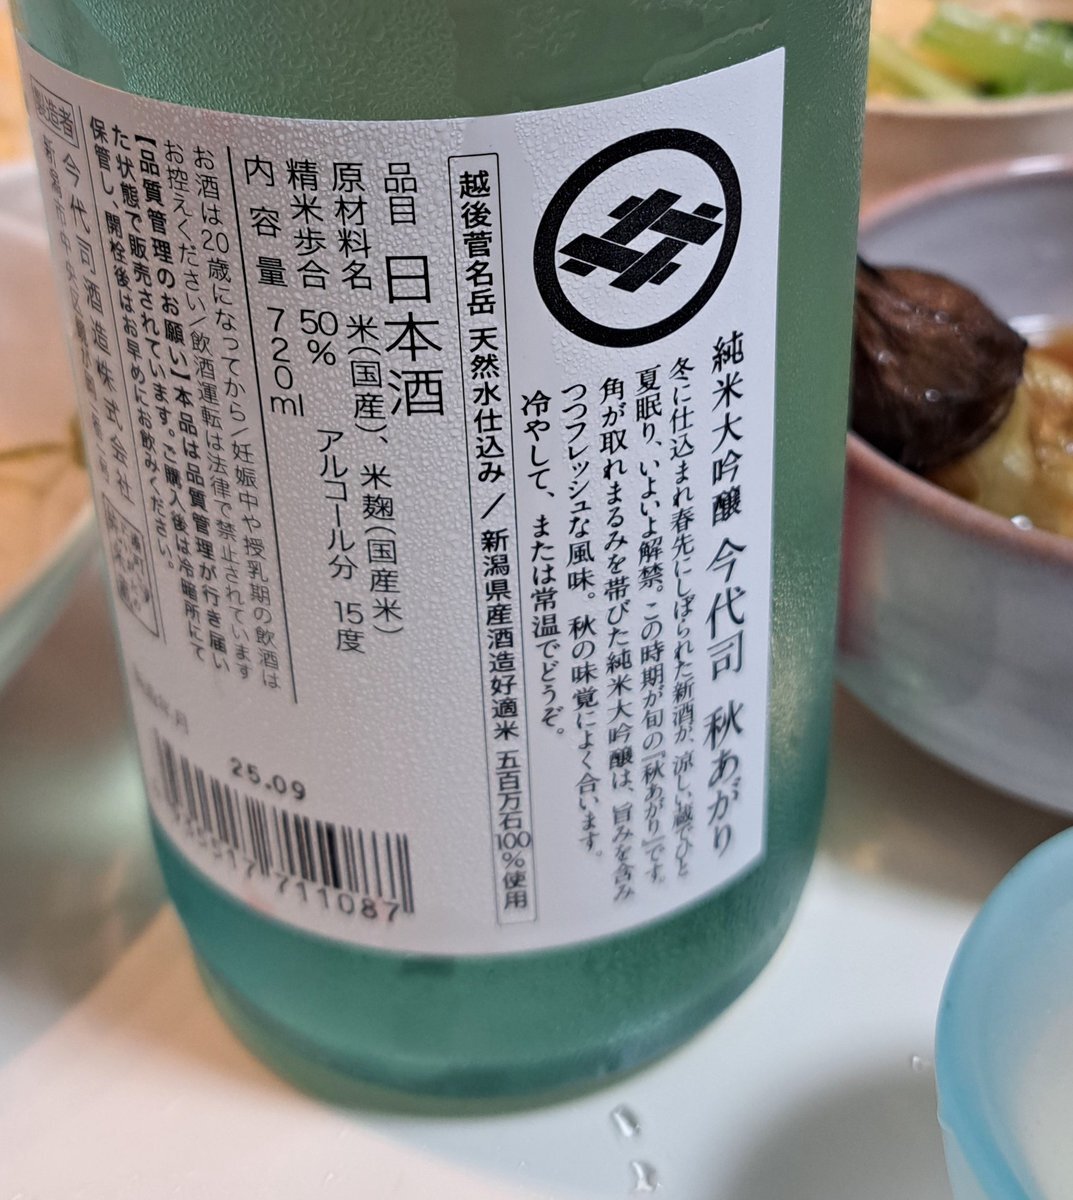 純米大吟醸 今代司 秋あがり
冬に仕込まれ春先にしぼられた新酒が、涼しい蔵でひと
夏眠り、いよいよ解禁。この時期が旬の「秋あがり」です。
角が取れまるみを帯びた純米大吟醸は、旨みを含み
つつフレッシュな風味。秋の味覚によく合います。
冷やして、または常温でどうぞ。
越後菅名岳 天然水仕込み / 新潟県産酒造好適米 五百万石100%使用
品目 日本酒
原材料名 米(国産)、米麹(国産米)
精米歩合 50% アルコール分 15度
内容量 720ml
お酒は20歳になってから/妊娠中や授乳期の飲酒は
お控えください/飲酒運転は法律で禁止されています
【品質管理のお願い】本品は品質管理が行き届い
た状態で販売されています。ご購入後は冷暗所にて
保管し、開栓後はお早めにお飲みください。
製造者 今代司酒造株式会社
新潟市中央区
25.09
711087